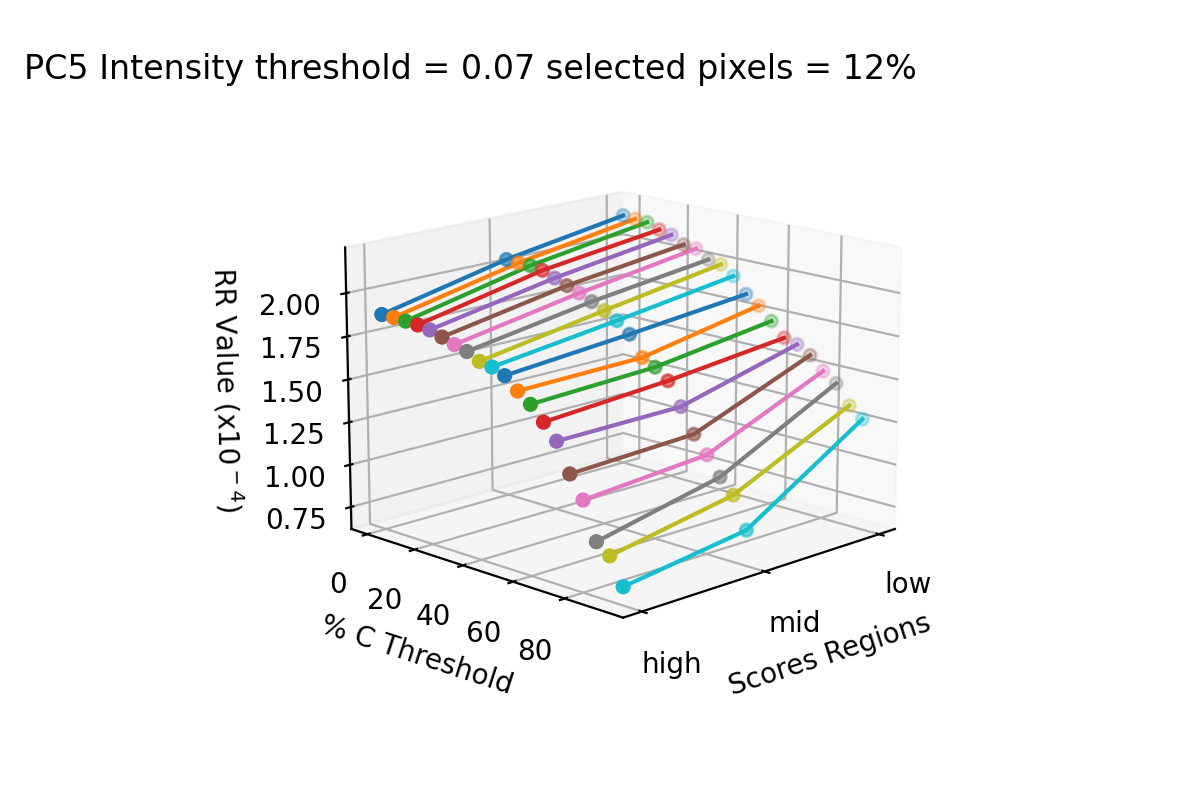 PC5 Intensity threshold = 0.07 selected pixels = 12%
RR Value (x10⁻⁴)
2.00
1.75
1.50
1.25
1.00
0.75
0
20
40
60
80
% C Threshold
high
mid
low
Scores Regions